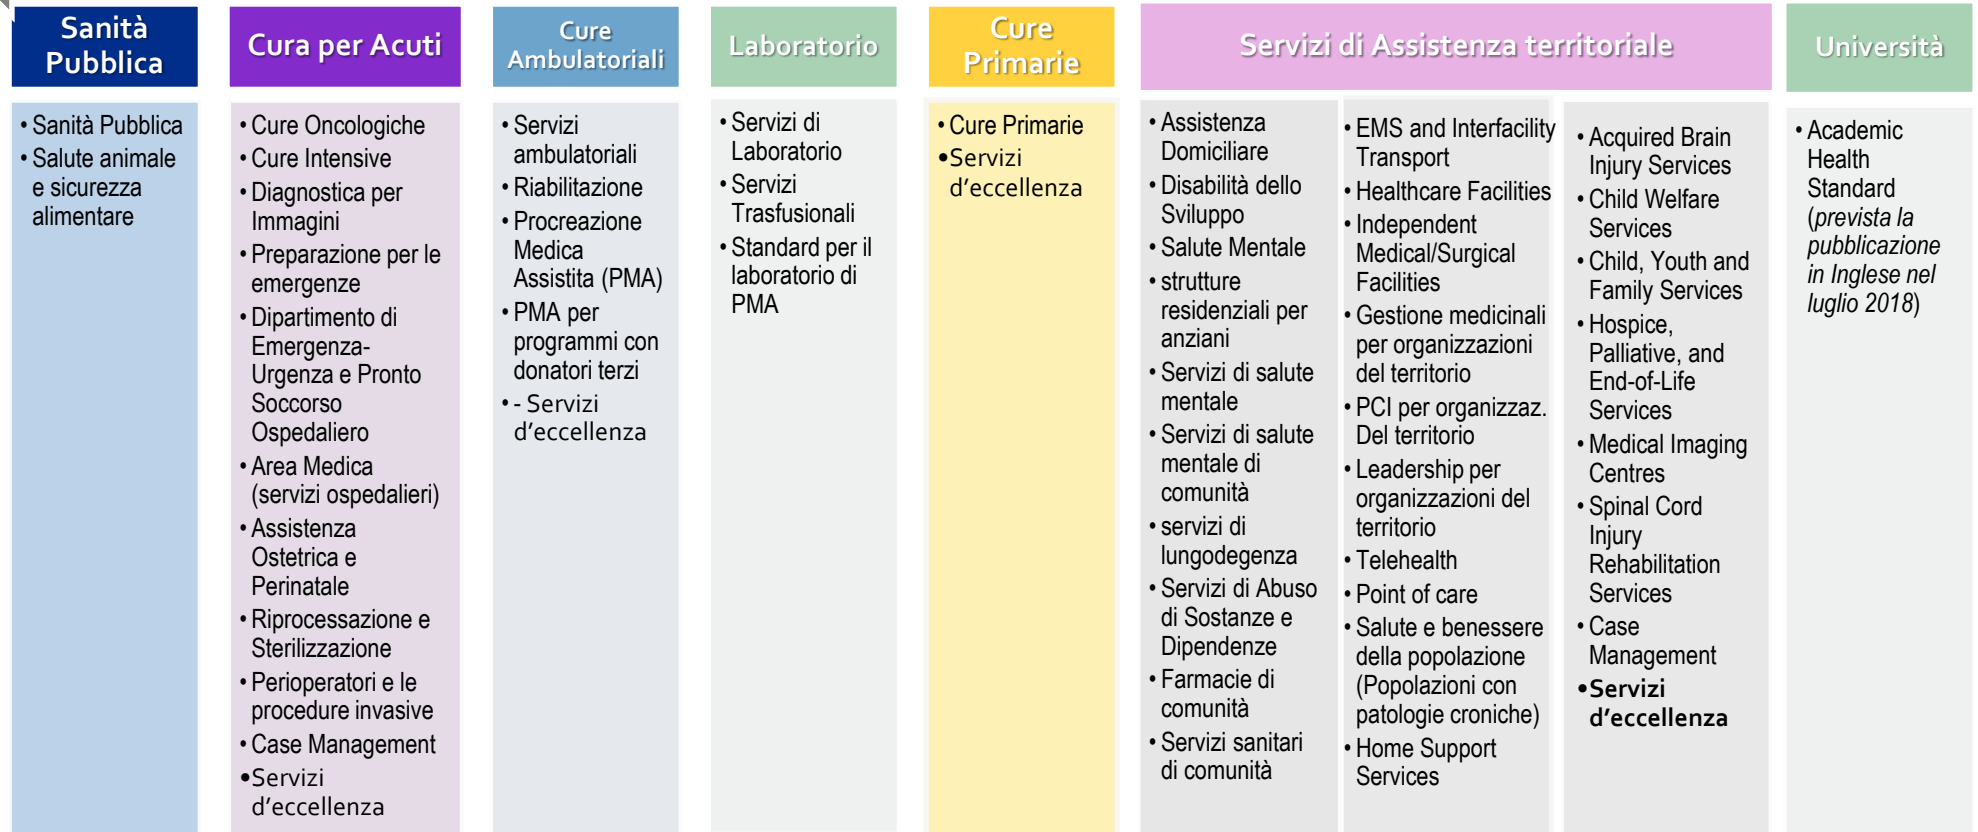 Sanità
Pubblica
• Sanità Pubblica
• Salute animale
e sicurezza
alimentare
Cura per Acuti
• Cure Oncologiche
• Cure Intensive
• Diagnostica per
Immagini
• Preparazione per le
emergenze
• Dipartimento di
Emergenza-
Urgenza e Pronto
Soccorso
Ospedaliero
• Area Medica
(servizi ospedalieri)
• Assistenza
Ostetrica e
Perinatale
• Riprocessazione e
Sterilizzazione
• Perioperatori e le
procedure invasive
• Case Management
•Servizi
d’eccellenza
Cure
Ambulatoriali
• Servizi
ambulatoriali
• Riabilitazione
• Procreazione
Medica
Assistita (PMA)
• PMA per
programmi con
donatori terzi
• - Servizi
d’eccellenza
Laboratorio
• Servizi di
Laboratorio
• Servizi
Trasfusionali
• Standard per il
laboratorio di
PMA
Cure
Primarie
• Cure Primarie
•Servizi
d’eccellenza
Servizi di Assistenza territoriale
• Assistenza
Domiciliare
• Disabilità dello
Sviluppo
• Salute Mentale
• strutture
residenziali per
anziani
• Servizi di salute
mentale
• Servizi di salute
mentale di
comunità
• servizi di
lungodegenza
• Servizi di Abuso
di Sostanze e
Dipendenze
• Farmacie di
comunità
• Servizi sanitari
di comunità
• EMS and Interfacility
Transport
• Healthcare Facilities
• Independent
Medical/Surgical
Facilities
• Gestione medicinali
per organizzazioni
del territorio
• PCI per organizzaz.
Del territorio
• Leadership per
organizzazioni del
territorio
• Telehealth
• Point of care
• Salute e benessere
della popolazione
(Popolazioni con
patologie croniche)
• Home Support
Services
• Acquired Brain
Injury Services
• Child Welfare
Services
• Child, Youth and
Family Services
• Hospice,
Palliative, and
End-of-Life
Services
• Medical Imaging
Centres
• Spinal Cord
Injury
Rehabilitation
Services
• Case
Management
•Servizi
d’eccellenza
Università
• Academic
Health
Standard
(prevista la
pubblicazione
in Inglese nel
luglio 2018)